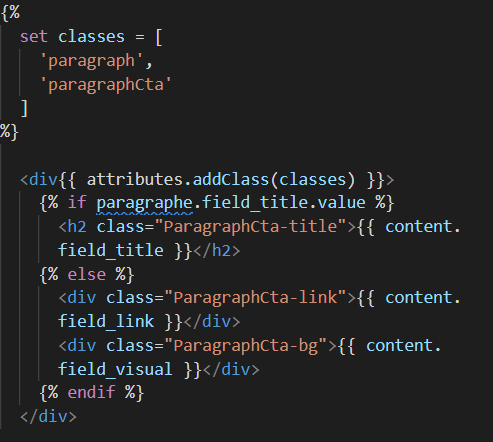 {%
set classes = [
'paragraph',
'paragraphCta'
]
%}
<div{{ attributes.addClass(classes) }}>
{% if paragraphe.field_title.value %}
<h2 class="ParagraphCta-title">{{ content.
field_title }}</h2>
{% else %}
<div class="ParagraphCta-link">{{ content.
field_link }}</div>
<div class="ParagraphCta-bg">{{ content.
field_visual }}</div>
{% endif %}
</div>